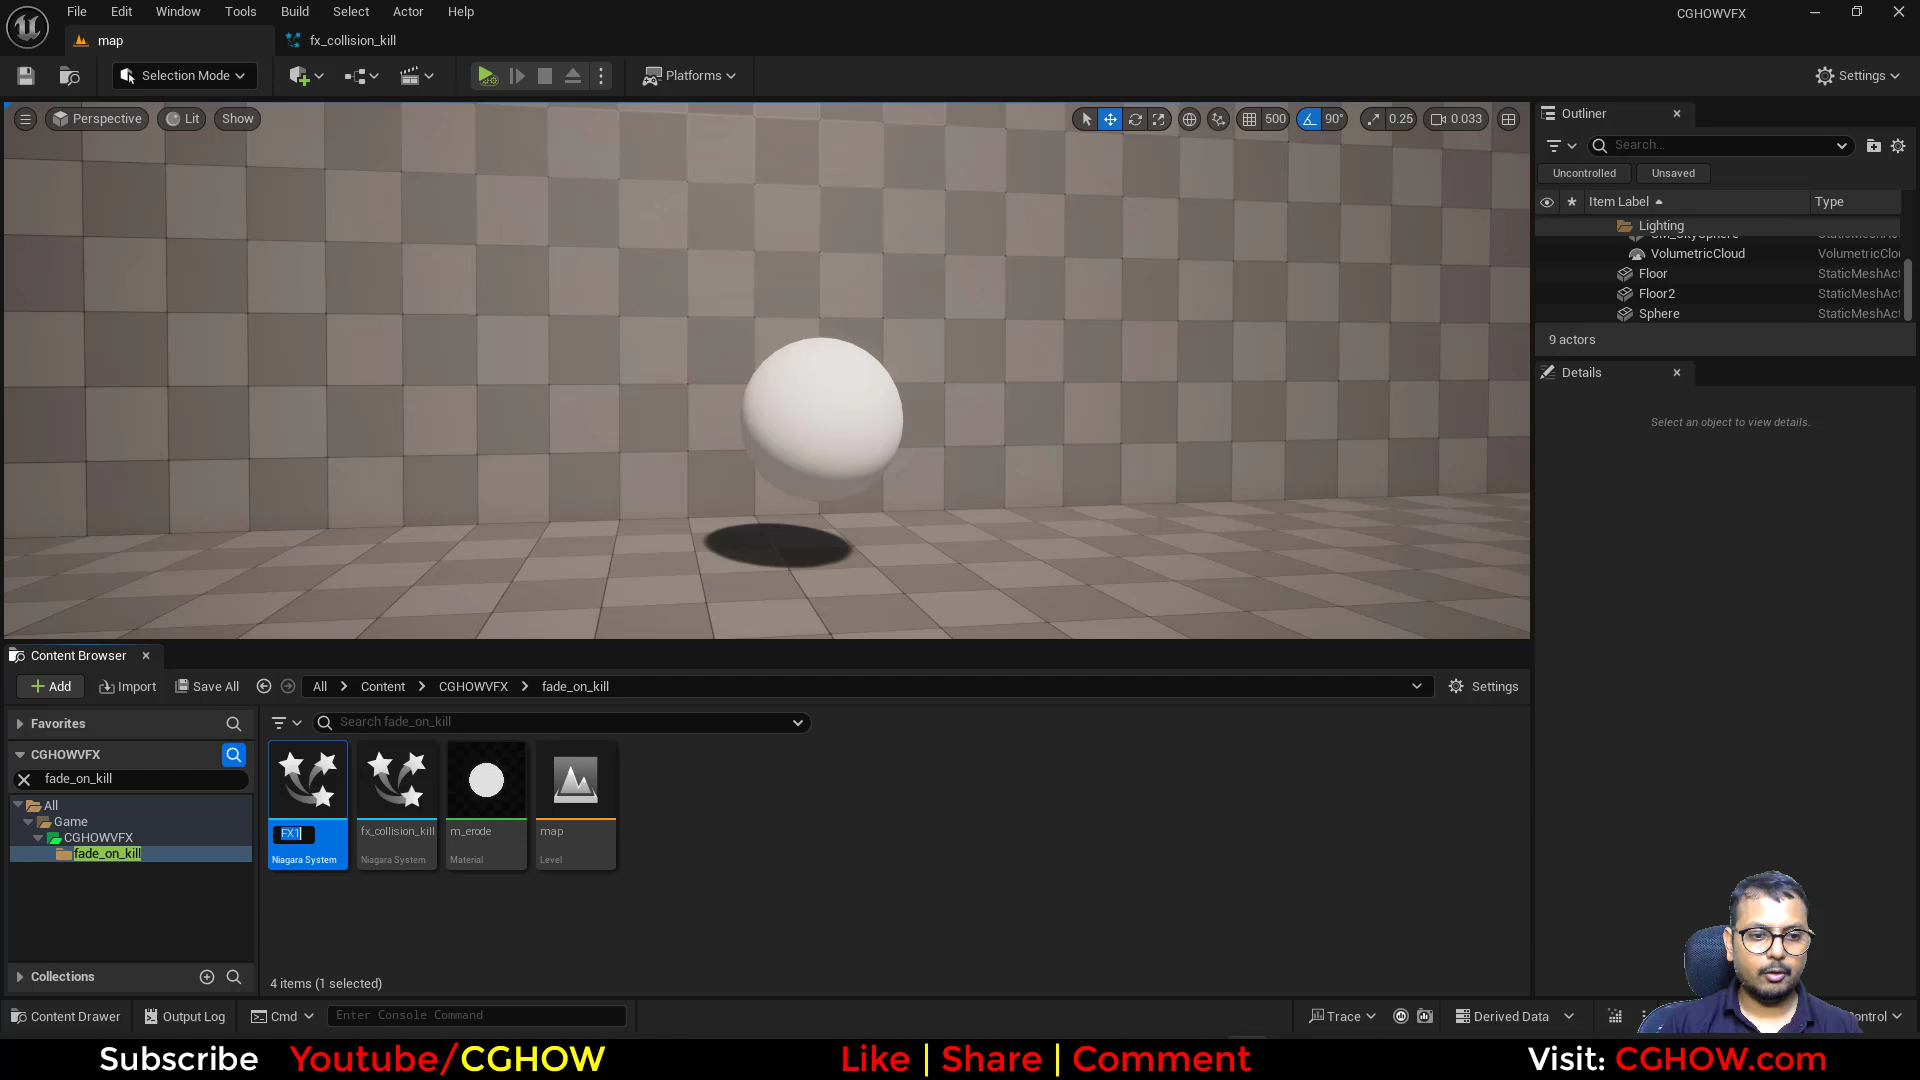 File Edit Window Tools Build Select Actor Help
CGHOWVFX
map
fx_collision_kill
Selection Mode
Platforms
Settings
Perspective
Lit
Show
500
90°
0.25
0.033
Outliner
Search...
Uncontrolled
Unsaved
Item Label
Type
Lighting
SM_SkySphere
StaticMeshAct
VolumetricCloud
VolumetricClou
Floor
StaticMeshAct
Floor2
StaticMeshAct
Sphere
StaticMeshAct
9 actors
Details
Select an object to view details.
Content Browser
Add
Import
Save All
All
Content
CGHOWVFX
fade_on_kill
Settings
Favorites
Search fade_on_kill
CGHOWVFX
fade_on_kill
All
Game
CGHOWVFX
fade_on_kill
FX1
Niagara System
fx_collision_kill
Niagara System
m_erode
Material
map
Level
Collections
4 items (1 selected)
Content Drawer
Output Log
Cmd
Enter Console Command
Trace
Derived Data
ontrol
Subscribe Youtube/CGHOW
Like | Share | Comment
Visit: CGHOW.com